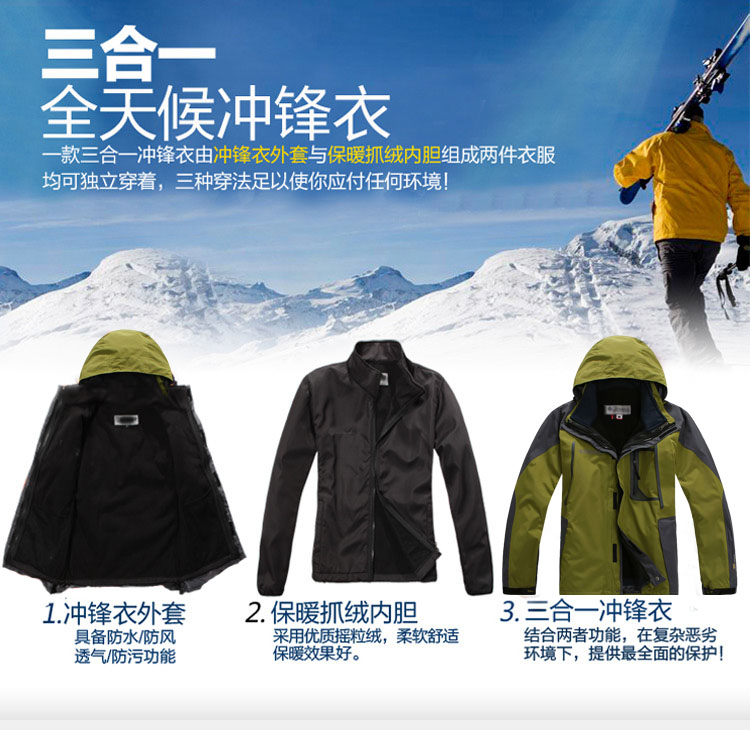 三合一
全天候冲锋衣
一款三合一冲锋衣由冲锋衣外套与保暖抓绒内胆组成两件衣服
均可独立穿着，三种穿法足以使你应付任何环境！
1.冲锋衣外套
具备防水/防风
透气/防污功能
2. 保暖抓绒内胆
采用优质摇粒绒，柔软舒适
保暖效果好。
3. 三合一冲锋衣
结合两者功能，在复杂恶劣
环境下，提供最全面的保护！